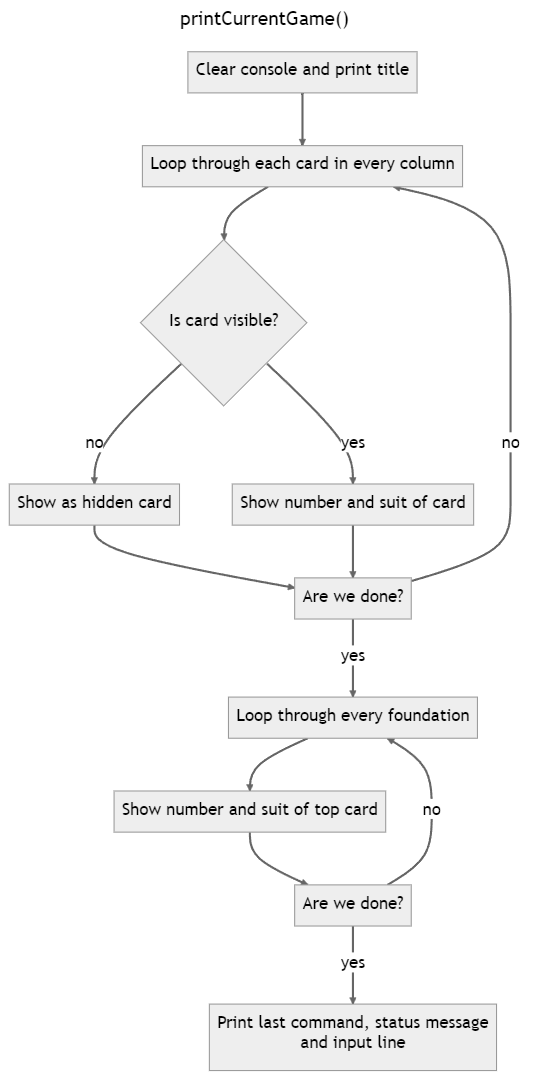 printCurrentGame()
Clear console and print title
Loop through each card in every column
Is card visible?
no
yes
no
Show as hidden card
Show number and suit of card
Are we done?
yes
Loop through every foundation
Show number and suit of top card
no
Are we done?
yes
Print last command, status message
and input line